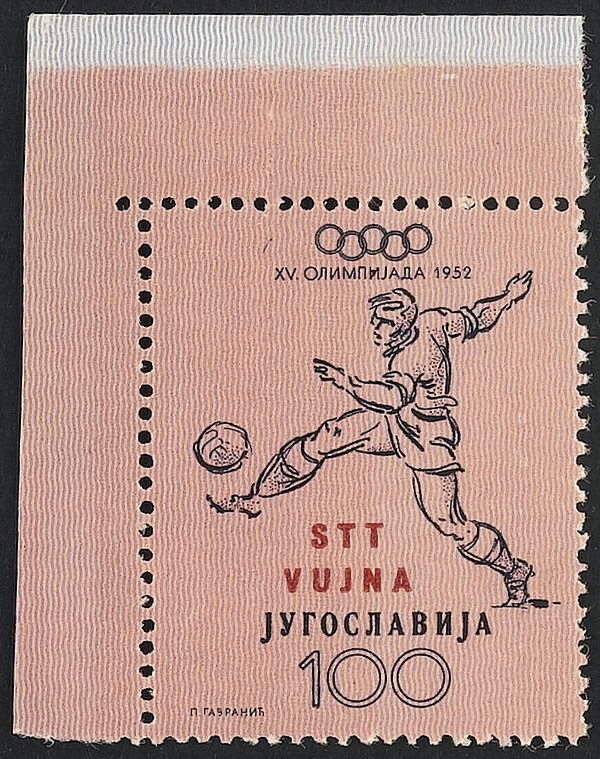 XV. ОЛИМПИЈАДА 1952
STT
VUJNA
ЈУГОСЛАВИЈА
100
П. ГАВРАНИЋ